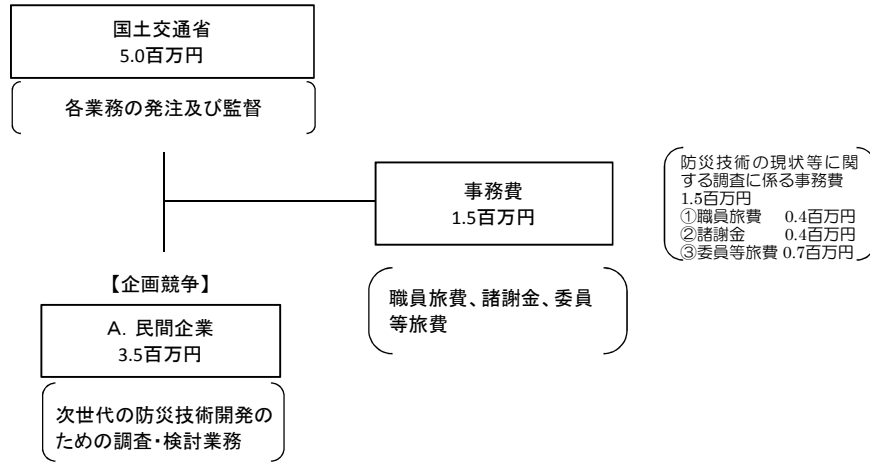 国土交通省
5.0百万円
各業務の発注及び監督
事務費
1.5百万円
防災技術の現状等に関
する調査に係る事務費
1.5百万円
①職員旅費 0.4百万円
②諸謝金 0.4百万円
③委員等旅費 0.7百万円
職員旅費、諸謝金、委員
等旅費
【企画競争】
A. 民間企業
3.5百万円
次世代の防災技術開発の
ための調査・検討業務